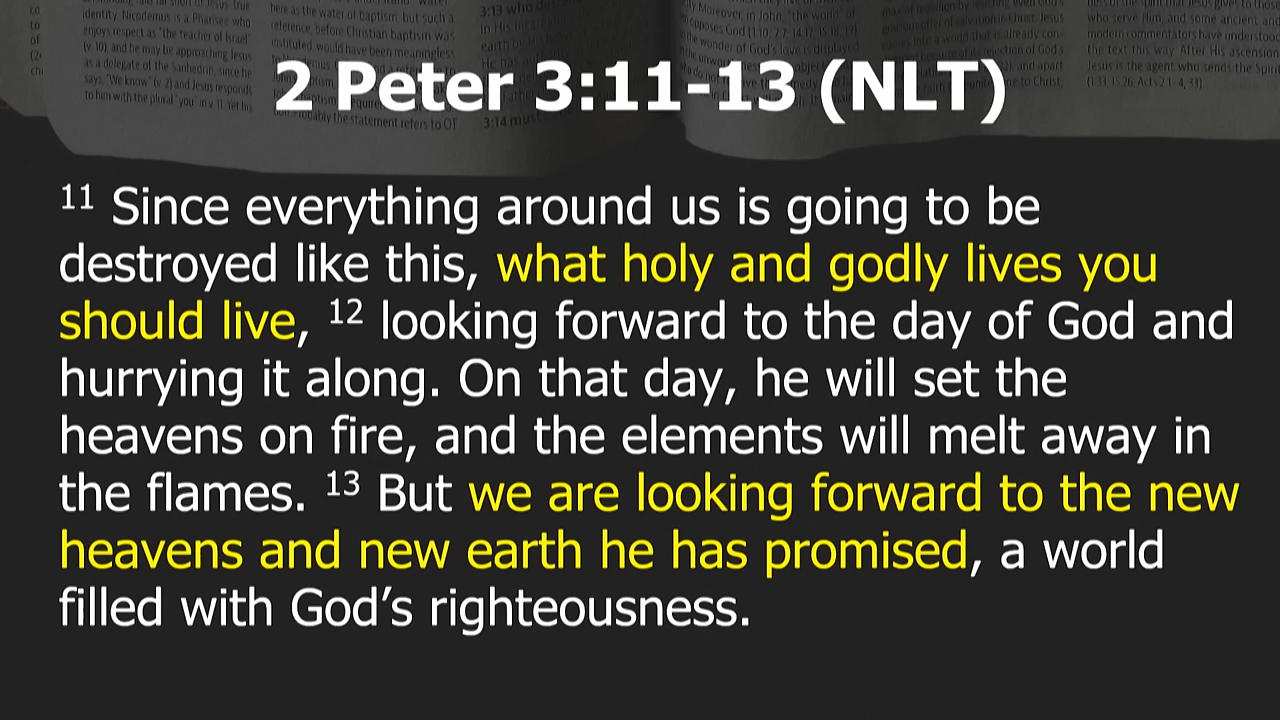 2 Peter 3:11-13 (NLT)
11 Since everything around us is going to be
destroyed like this, what holy and godly lives you
should live, 12 looking forward to the day of God and
hurrying it along. On that day, he will set the
heavens on fire, and the elements will melt away in
the flames. 13 But we are looking forward to the new
heavens and new earth he has promised, a world
filled with God’s righteousness.